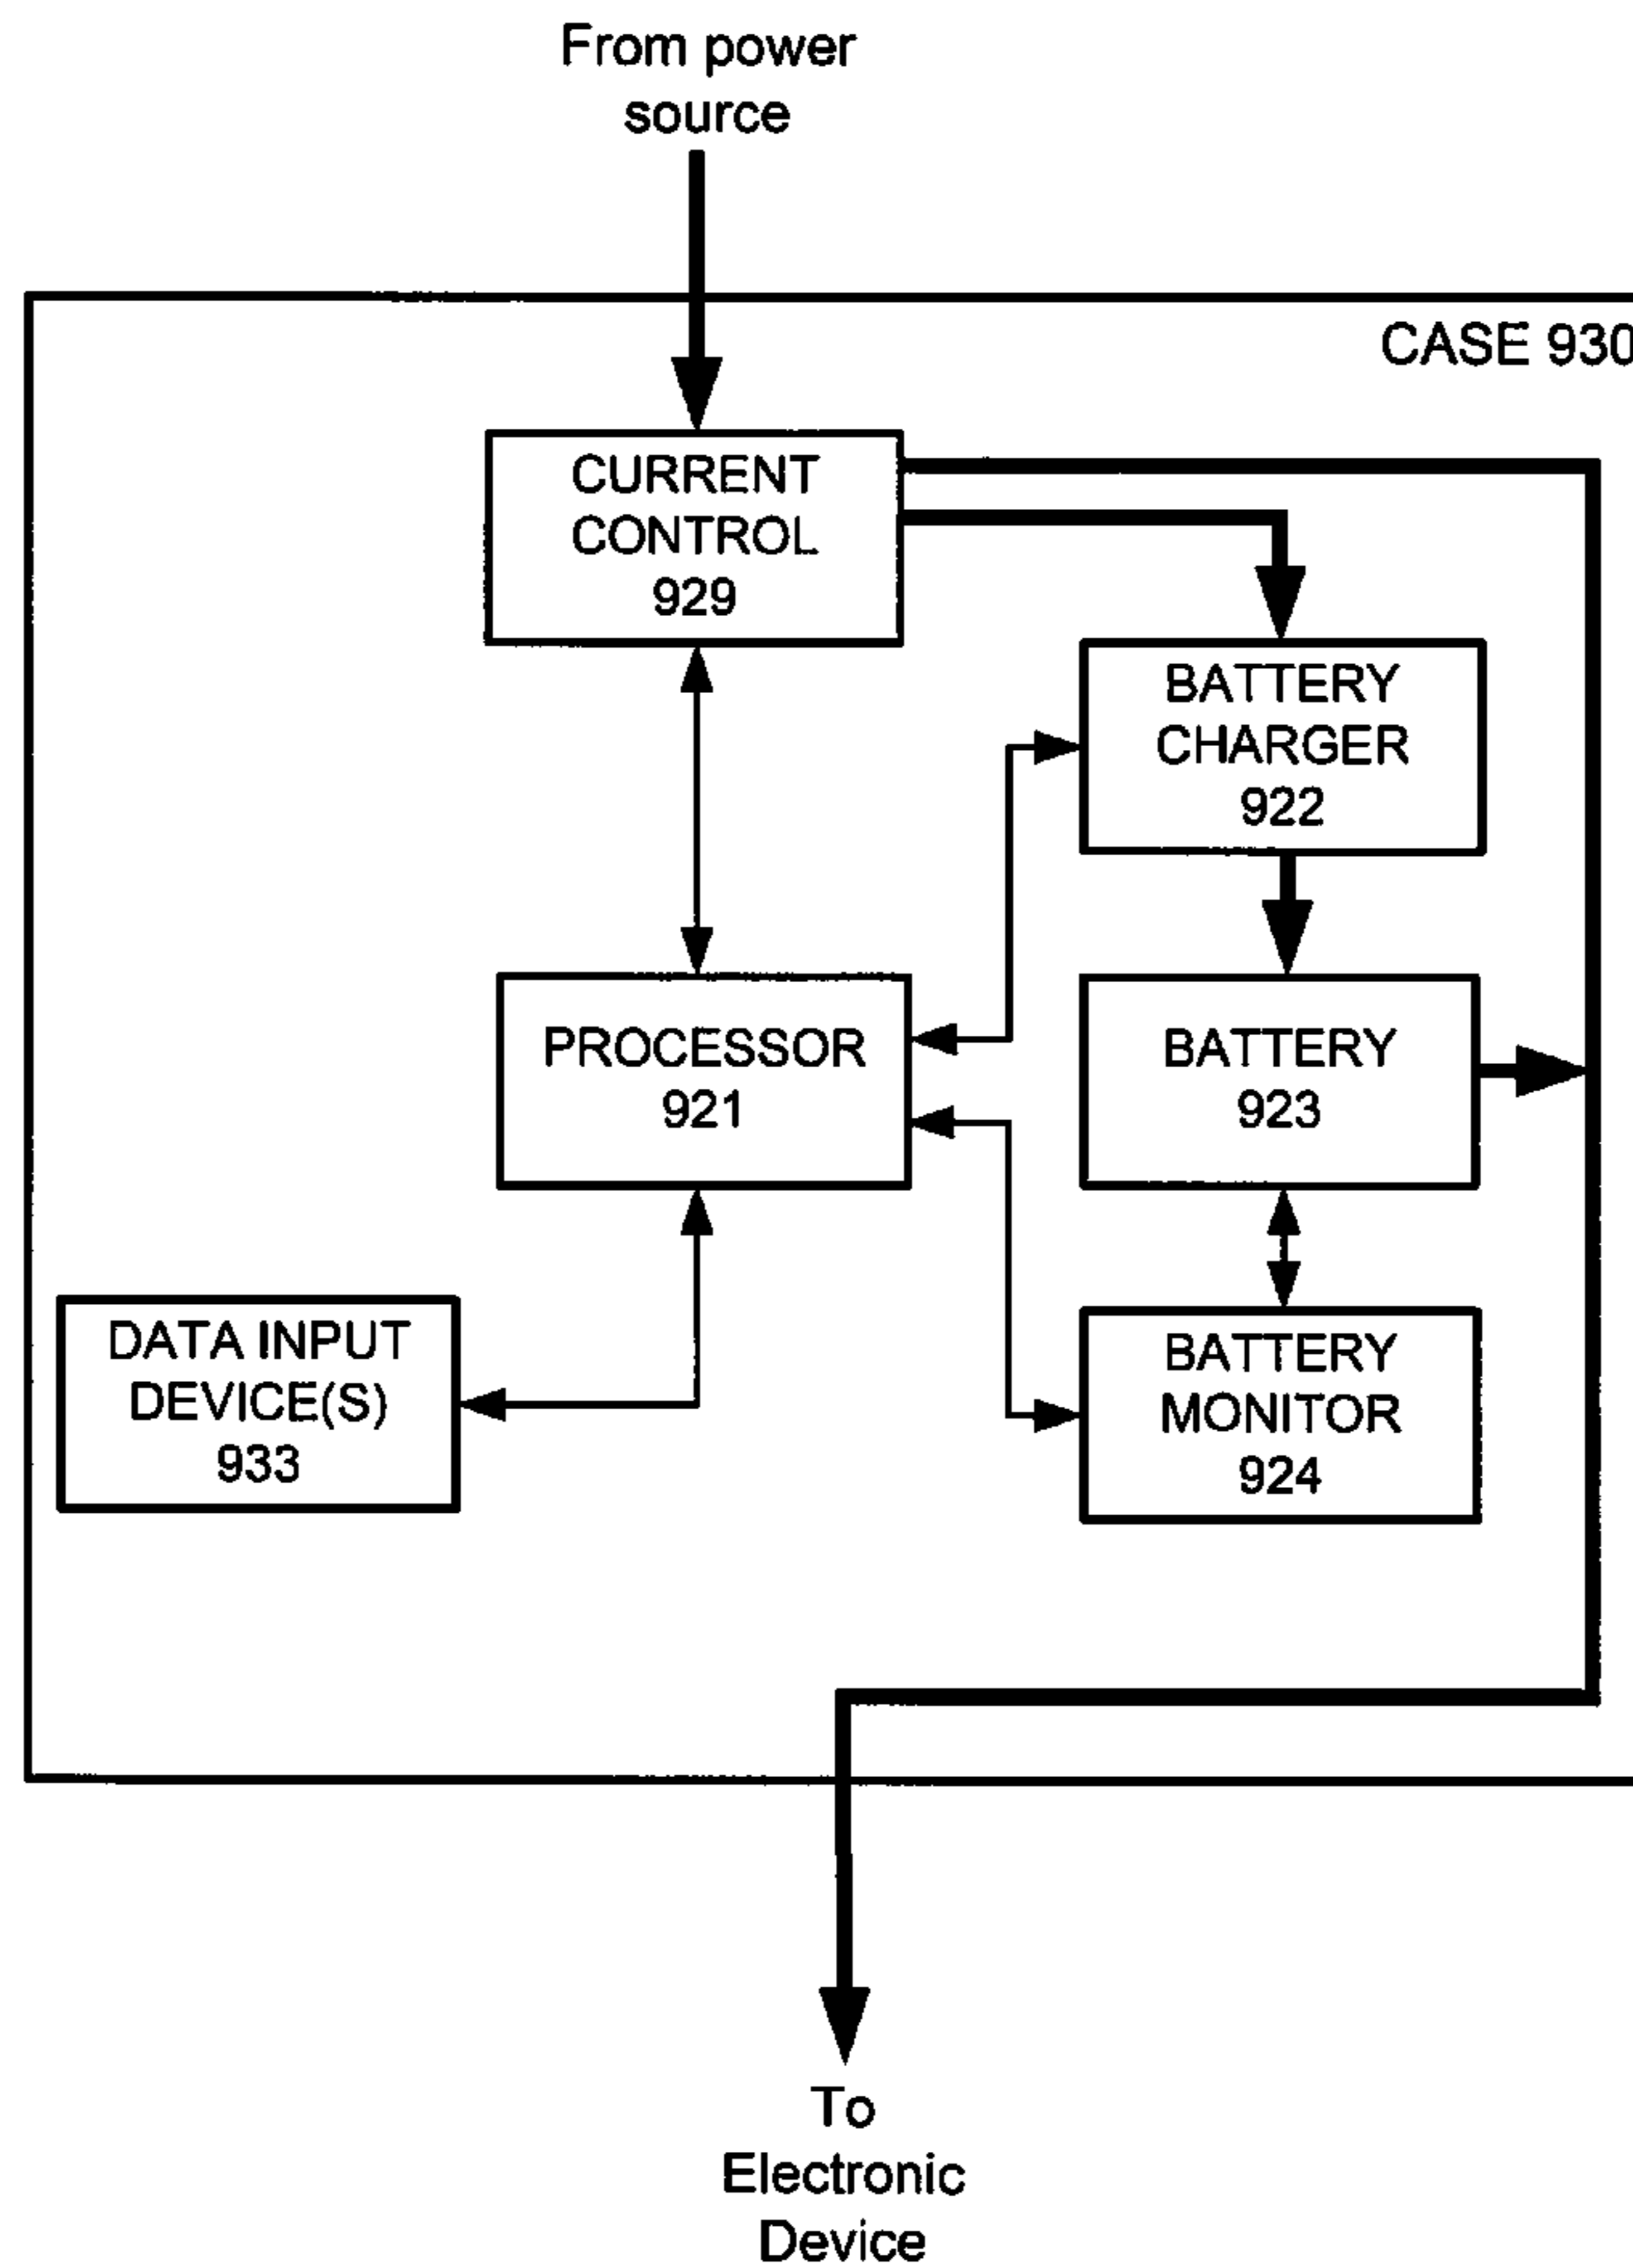 From power
source
CASE 930
CURRENT
CONTROL
929
BATTERY
CHARGER
922
PROCESSOR
921
BATTERY
923
DATA INPUT
DEVICE(S)
933
BATTERY
MONITOR
924
To
Electronic
Device